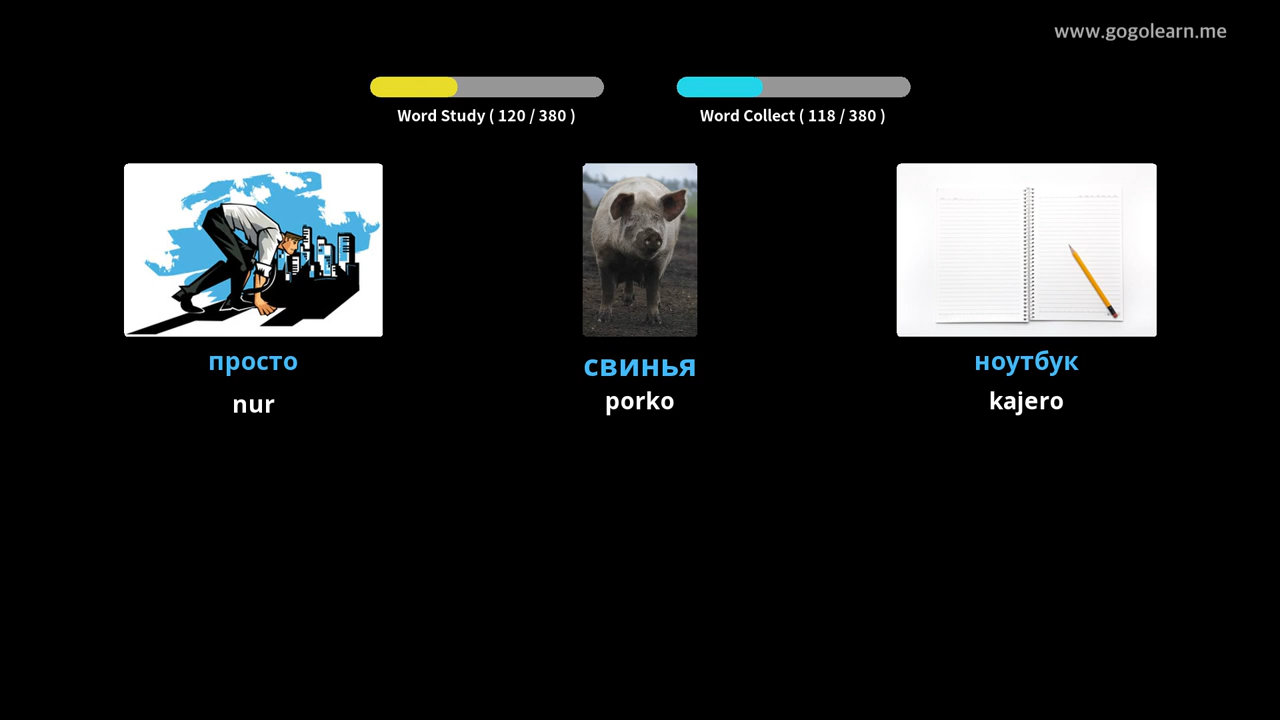 www.gogolearn.me
Word Study ( 120 / 380 )
Word Collect ( 118 / 380 )
просто
nur
свинья
porko
ноутбук
kajero